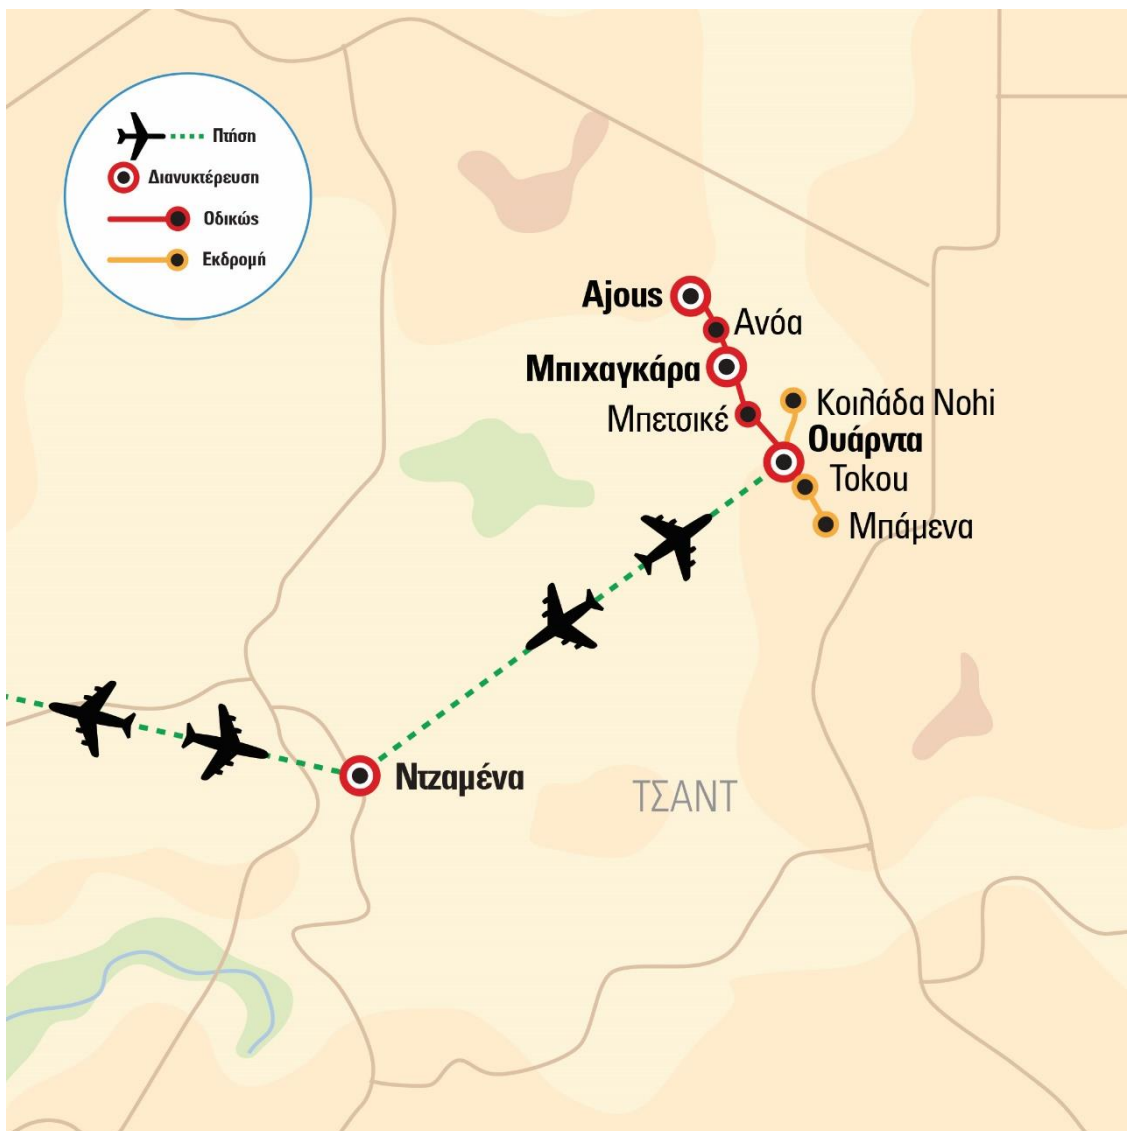 Πτήση
Διανυκτέρευση
Οδικώς
Εκδρομή
Ajous
Ανόα
Μπιχαγκάρα
Μπετσικέ
Κοιλάδα Nohi
Ουάρντα
Tokou
Μπάμενα
Ντζαμένα
ΤΣΑΝΤ